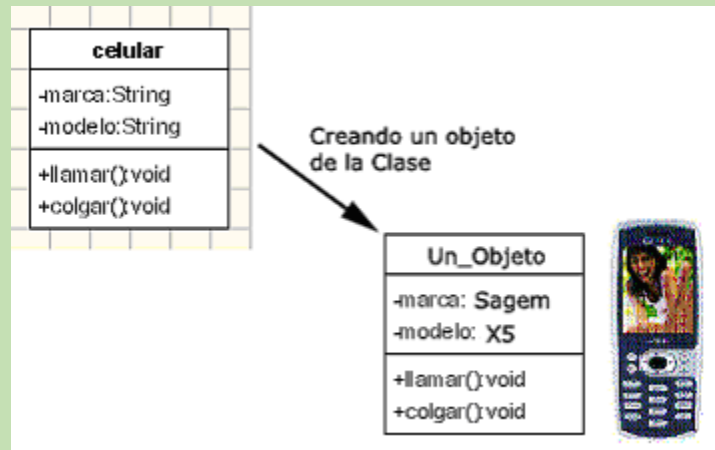 celular
-marca:String
-modelo:String
+llamar():void
+colgar():void
Creando un objeto
de la Clase
Un_Objeto
-marca: Sagem
-modelo: X5
+llamar():void
+colgar():void